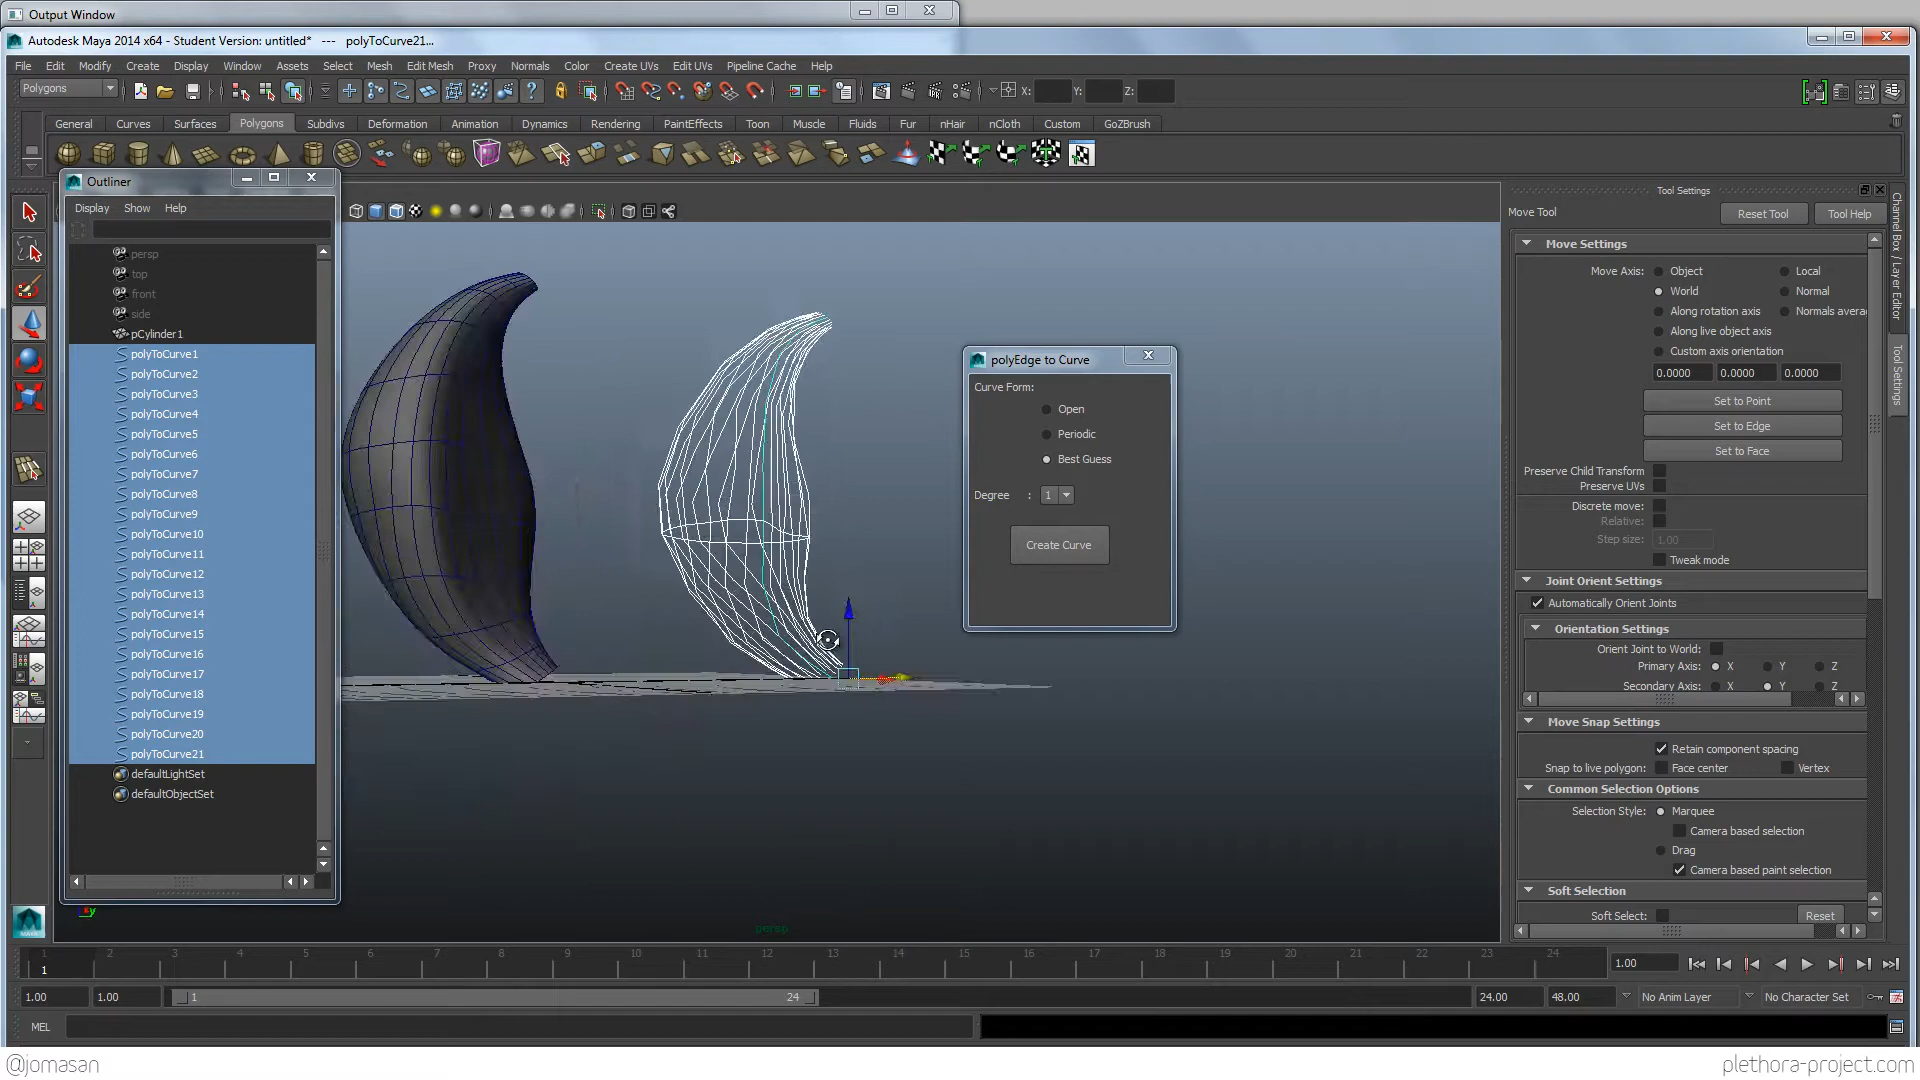 Output Window
Autodesk Maya 2014 x64 - Student Version: untitled* --- polyToCurve21...
File Edit Modify Display Window Assets Select Mesh Edit Mesh Proxy Normals Color Create UVs Edit UVs Pipeline Cache Help
Polygons X: Y: Z:
General Curves Surfaces Polygons Subdivs Deformation Animation Dynamics Rendering PaintEffects Toon Muscle Fluids Fur nHair nCloth Custom GoZBrush
Outliner
Display Show Help
persp
top
front
side
pCylinder1
polyToCurve1
polyToCurve2
polyToCurve3
polyToCurve4
polyToCurve5
polyToCurve6
polyToCurve7
polyToCurve8
polyToCurve9
polyToCurve10
polyToCurve11
polyToCurve12
polyToCurve13
polyToCurve14
polyToCurve15
polyToCurve16
polyToCurve17
polyToCurve18
polyToCurve19
polyToCurve20
polyToCurve21
defaultLightSet
defaultObjectSet
y
persp
polyEdge to Curve
Curve Form:
Open
Periodic
Best Guess
Degree : 1
Create Curve
Tool Settings
Move Tool Reset Tool Tool Help
Move Settings
Move Axis: Object Local
World Normal
Along rotation axis Normals avera
Along live object axis
Custom axis orientation
0.0000 0.0000 0.0000
Set to Point
Set to Edge
Set to Face
Preserve Child Transform
Preserve UVs
Discrete move:
Relative:
Step size: 1.00
Tweak mode
Joint Orient Settings
Automatically Orient Joints
Orientation Settings
Orient Joint to World:
Primary Axis: X Y Z
Secondary Axis: X Y Z
Move Snap Settings
Retain component spacing
Snap to live polygon: Face center Vertex
Common Selection Options
Selection Style: Marquee
Camera based selection
Drag
Camera based paint selection
Soft Selection
Soft Select: Reset
Channel Box / Layer Editor
Tool Settings
1 2 3 4 5 6 7 8 9 10 11 12 13 14 15 16 17 18 19 20 21 22 23 24
1 1.00
1.00 1.00 1 24 24.00 48.00 No Anim Layer No Character Set
MEL
@jomasan
plethora-project.com